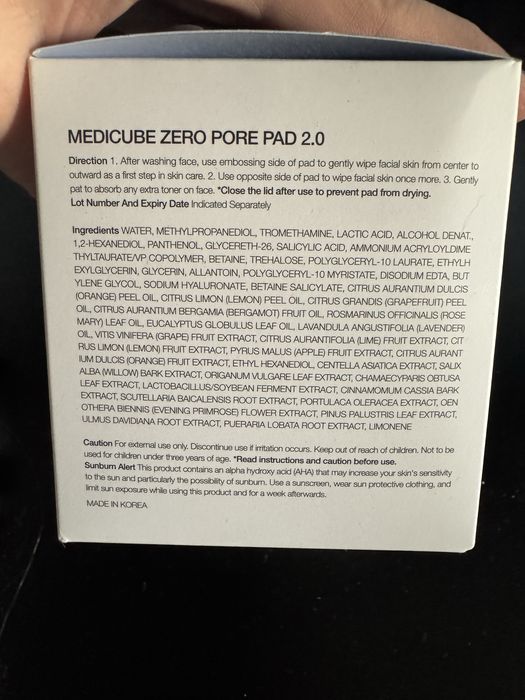 MEDICUBE ZERO PORE PAD 2.0
Direction 1. After washing face, use embossing side of pad to gently wipe facial skin from center to
outward as a first step in skin care. 2. Use opposite side of pad to wipe facial skin once more. 3. Gently
pat to absorb any extra toner on face. *Close the lid after use to prevent pad from drying.
Lot Number And Expiry Date Indicated Separately
Ingredients WATER, METHYLPROPANEDIOL, TROMETHAMINE, LACTIC ACID, ALCOHOL DENAT.,
1,2-HEXANEDIOL, PANTHENOL, GLYCERETH-26, SALICYLIC ACID, AMMONIUM ACRYLOYLDIME
THYLTAURATE/VP COPOLYMER, BETAINE, TREHALOSE, POLYGLYCERYL-10 LAURATE, ETHYLH
EXYLGLYCERIN, GLYCERIN, ALLANTOIN, POLYGLYCERYL-10 MYRISTATE, DISODIUM EDTA, BUT
YLENE GLYCOL, SODIUM HYALURONATE, BETAINE SALICYLATE, CITRUS AURANTIUM DULCIS
(ORANGE) PEEL OIL, CITRUS LIMON (LEMON) PEEL OIL, CITRUS GRANDIS (GRAPEFRUIT) PEEL
OIL, CITRUS AURANTIUM BERGAMIA (BERGAMOT) FRUIT OIL, ROSMARINUS OFFICINALIS (ROSE
MARY) LEAF OIL, EUCALYPTUS GLOBULUS LEAF OIL, LAVANDULA ANGUSTIFOLIA (LAVENDER)
OIL, VITIS VINIFERA (GRAPE) FRUIT EXTRACT, CITRUS AURANTIFOLIA (LIME) FRUIT EXTRACT, CIT
RUS LIMON (LEMON) FRUIT EXTRACT, PYRUS MALUS (APPLE) FRUIT EXTRACT, CITRUS AURANT
IUM DULCIS (ORANGE) FRUIT EXTRACT, ETHYL HEXANEDIOL, CENTELLA ASIATICA EXTRACT, SALIX
ALBA (WILLOW) BARK EXTRACT, ORIGANUM VULGARE LEAF EXTRACT, CHAMAECYPARIS OBTUSA
LEAF EXTRACT, LACTOBACILLUS/SOYBEAN FERMENT EXTRACT, CINNAMOMUM CASSIA BARK
EXTRACT, SCUTELLARIA BAICALENSIS ROOT EXTRACT, PORTULACA OLERACEA EXTRACT, OEN
OTHERA BIENNIS (EVENING PRIMROSE) FLOWER EXTRACT, PINUS PALUSTRIS LEAF EXTRACT,
ULMUS DAVIDIANA ROOT EXTRACT, PUERARIA LOBATA ROOT EXTRACT, LIMONENE
Caution For external use only. Discontinue use if irritation occurs. Keep out of reach of children. Not to be
used for children under three years of age. *Read instructions and caution before use.
Sunburn Alert This product contains an alpha hydroxy acid (AHA) that may increase your skin's sensitivity
to the sun and particularly the possibility of sunburn. Use a sunscreen, wear sun protective clothing, and
limit sun exposure while using this product and for a week afterwards.
MADE IN KOREA